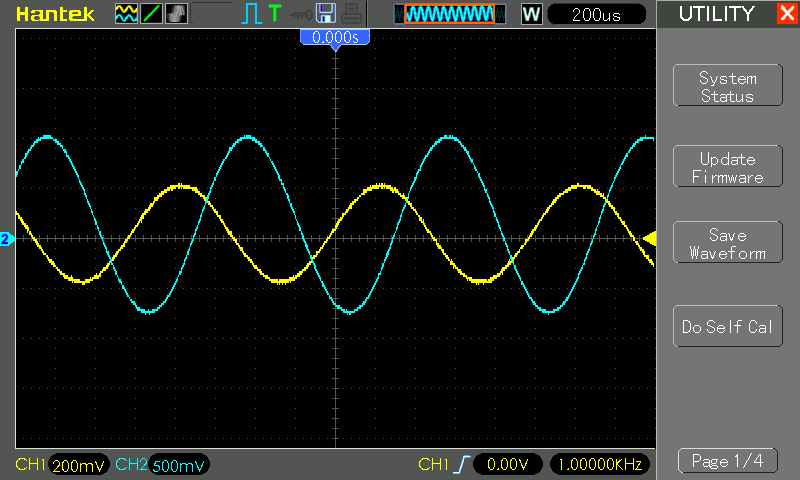 Hantek
T
W
200us
UTILITY
0.000s
System
Status
Update
Firmware
2
Save
Waveform
Do Self Cal
CH1 200mV CH2 500mV CH1 0.00V 1.00000KHz
Page 1/4